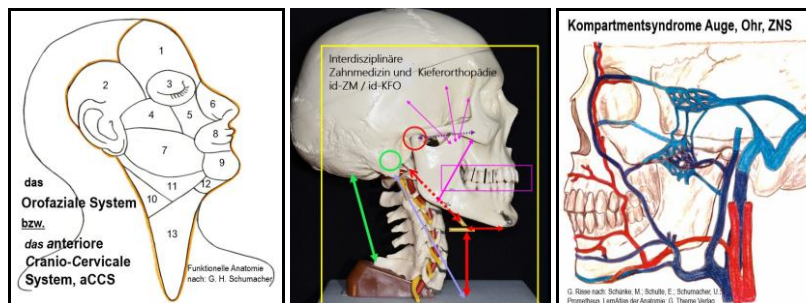 1
2
3
4
5
6
7
8
9
10
11
12
13
das
Orofaziale System
bzw.
das anteriore
Cranio-Cervicale
System, aCCS
Funktionelle Anatomie
nach: G. H. Schumacher
Interdisziplinäre
Zahnmedizin und Kieferorthopädie
id-ZM / id-KFO
Kompartmentsyndrome Auge, Ohr, ZNS
G. Risse nach: Schünke, M.; Schulte, E.; Schumacher, U.:
Prometheus. LernAtlas der Anatomie. G. Thieme Verlag